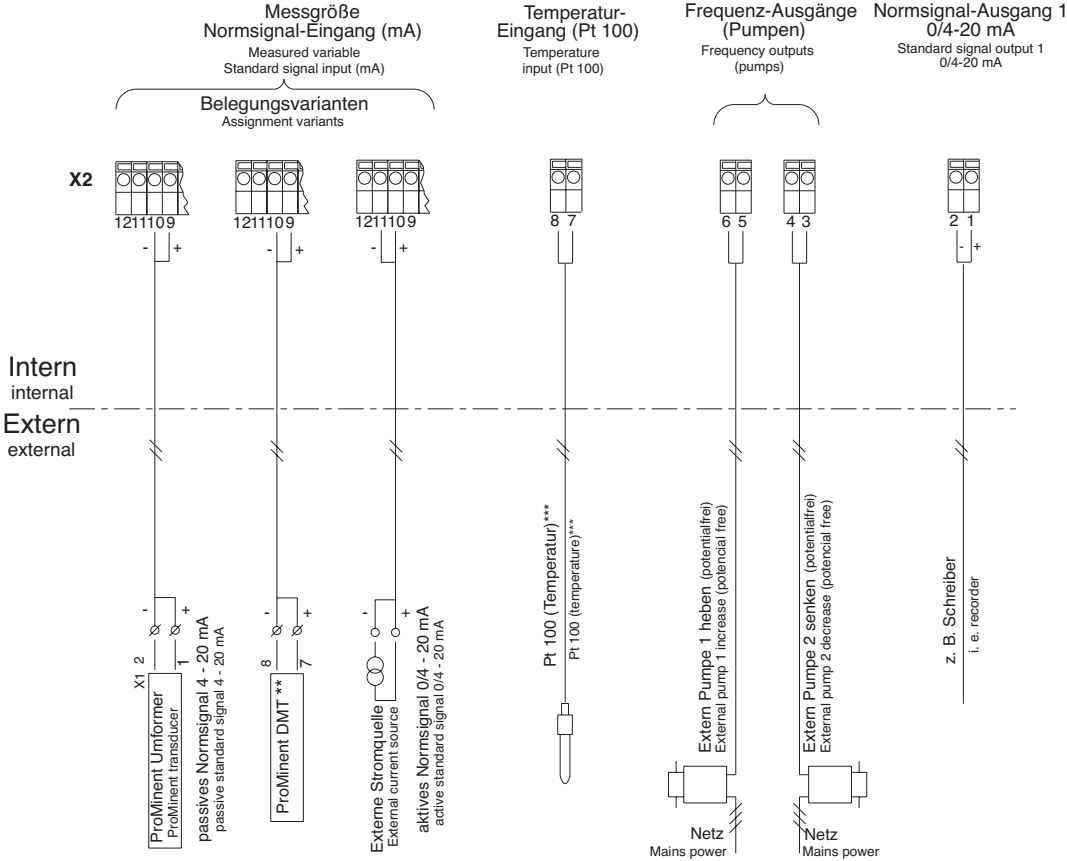 Messgröße
Normsignal-Eingang (mA)
Measured variable
Standard signal input (mA)
Belegungsvarianten
Assignment variants
Temperatur-
Eingang (Pt 100)
Temperature
input (Pt 100)
Frequenz-Ausgänge
(Pumpen)
Frequency outputs
(pumps)
Normsignal-Ausgang 1
0/4-20 mA
Standard signal output 1
0/4-20 mA
X2
12 11 10 9
12 11 10 9
12 11 10 9
8 7
6 5
4 3
2 1
- +
- +
- +
- +
Intern
internal
Extern
external
- +
- +
- +
X1 2 1
8 7
ProMinent Umformer
ProMinent transducer
passives Normsignal 4 - 20 mA
passive standard signal 4 - 20 mA
ProMinent DMT **
Externe Stromquelle
External current source
aktives Normsignal 0/4 - 20 mA
active standard signal 0/4 - 20 mA
Pt 100 (Temperatur)***
Pt 100 (temperature)***
Extern Pumpe 1 heben (potentialfrei)
External pump 1 increase (potencial free)
Extern Pumpe 2 senken (potentialfrei)
External pump 2 decrease (potencial free)
z. B. Schreiber
i. e. recorder
Netz
Mains power
Netz
Mains power